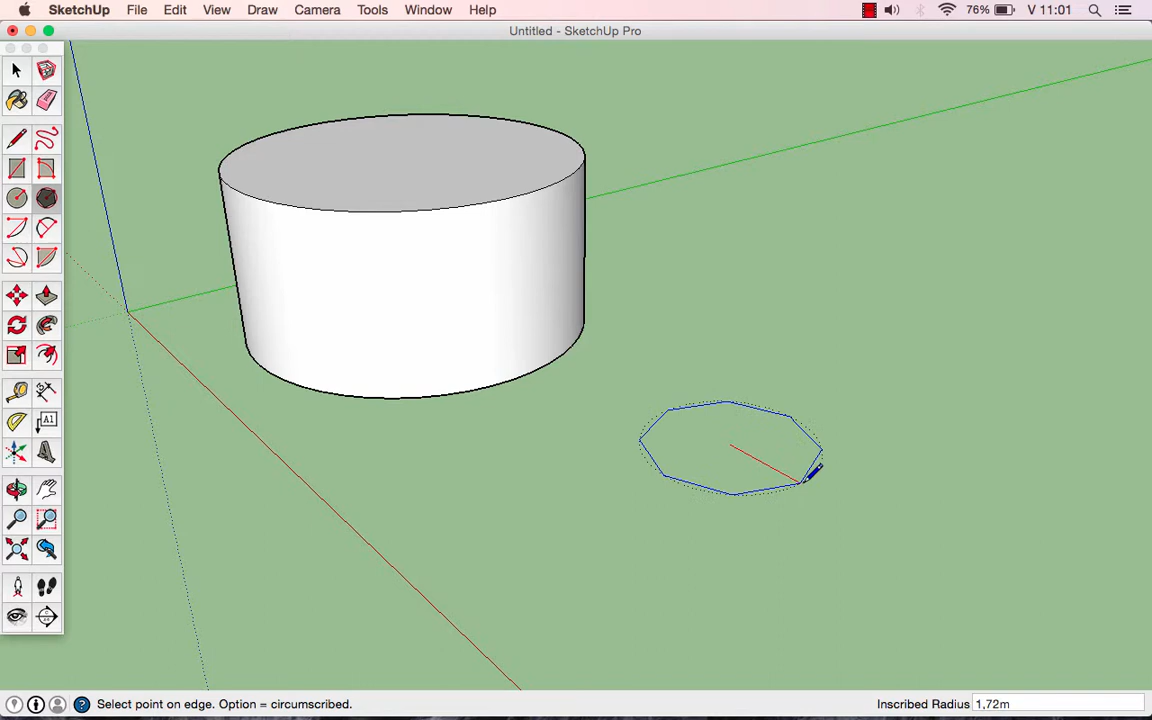 SketchUp File Edit View Draw Camera Tools Window Help 76% V 11:01
Untitled - SketchUp Pro
A1
Select point on edge. Option = circumscribed. Inscribed Radius 1,72m